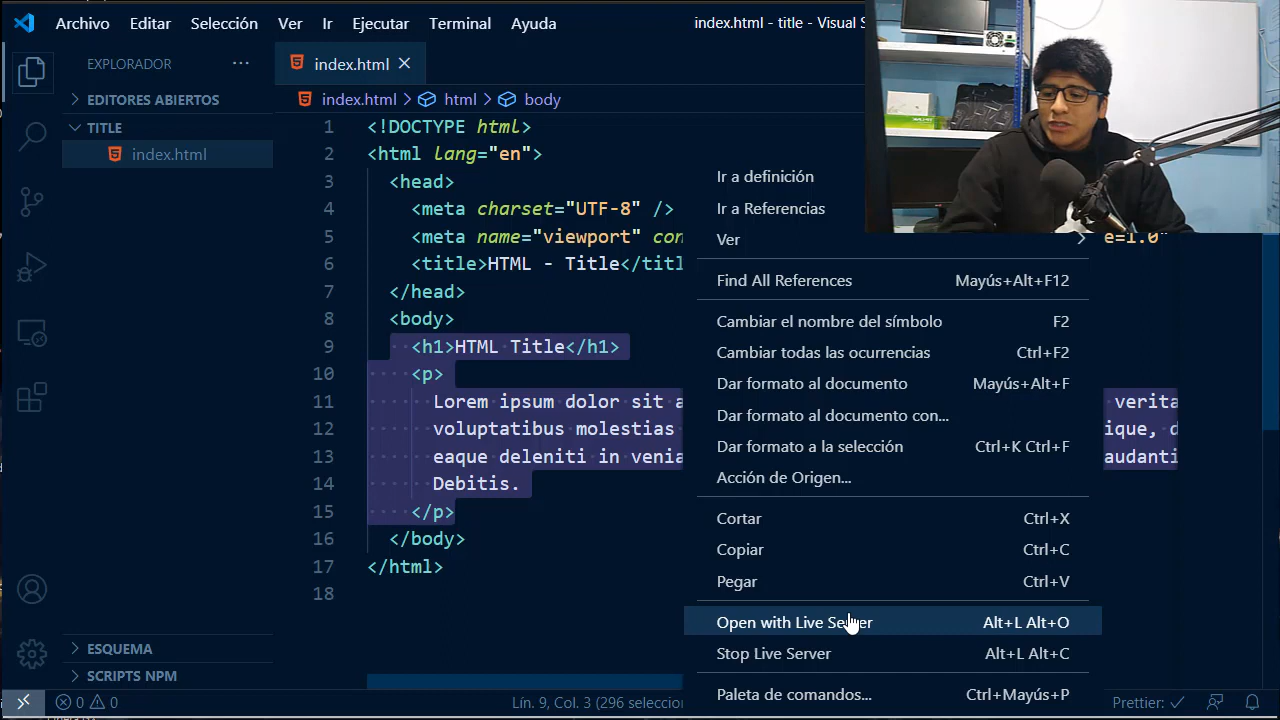 Archivo Editar Selección Ver Ir Ejecutar Terminal Ayuda index.html - title - Visual
EXPLORADOR ···
index.html
EDITORES ABIERTOS
TITLE
index.html
index.html > html > body
1 <!DOCTYPE html>
2 <html lang="en">
3 <head>
4 <meta charset="UTF-8" />
5 <meta name="viewport" e=1.0"
6 <title>HTML - Title</
7 </head>
8 <body>
9 <h1>HTML Title</h1>
10 <p>
11 Lorem ipsum dolor sit
12 voluptatibus molestias
13 eaque deleniti in
14 Debitis.
15 </p>
16 </body>
17 </html>
18
Ir a definición
Ir a Referencias
Ver
Find All References Mayús+Alt+F12
Cambiar el nombre del símbolo F2
Cambiar todas las ocurrencias Ctrl+F2
Dar formato al documento Mayús+Alt+F
Dar formato al documento con...
Dar formato a la selección Ctrl+K Ctrl+F
Acción de Origen...
Cortar Ctrl+X
Copiar Ctrl+C
Pegar Ctrl+V
Open with Live Server Alt+L Alt+O
Stop Live Server Alt+L Alt+C
Paleta de comandos... Ctrl+Mayús+P
ESQUEMA
SCRIPTS NPM
0 0 Lín. 9, Col. 3 (296 Prettier: